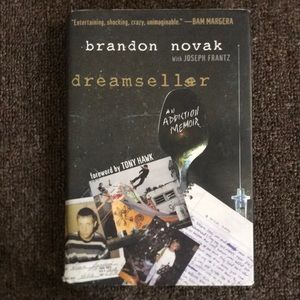 "Entertaining, shocking, crazy, unimaginable." —BAM MARGERA
brandon novak
With JOSEPH FRANTZ
dreamseller
AN
ADDICTION
MEMOIR
foreword by TONY HAWK